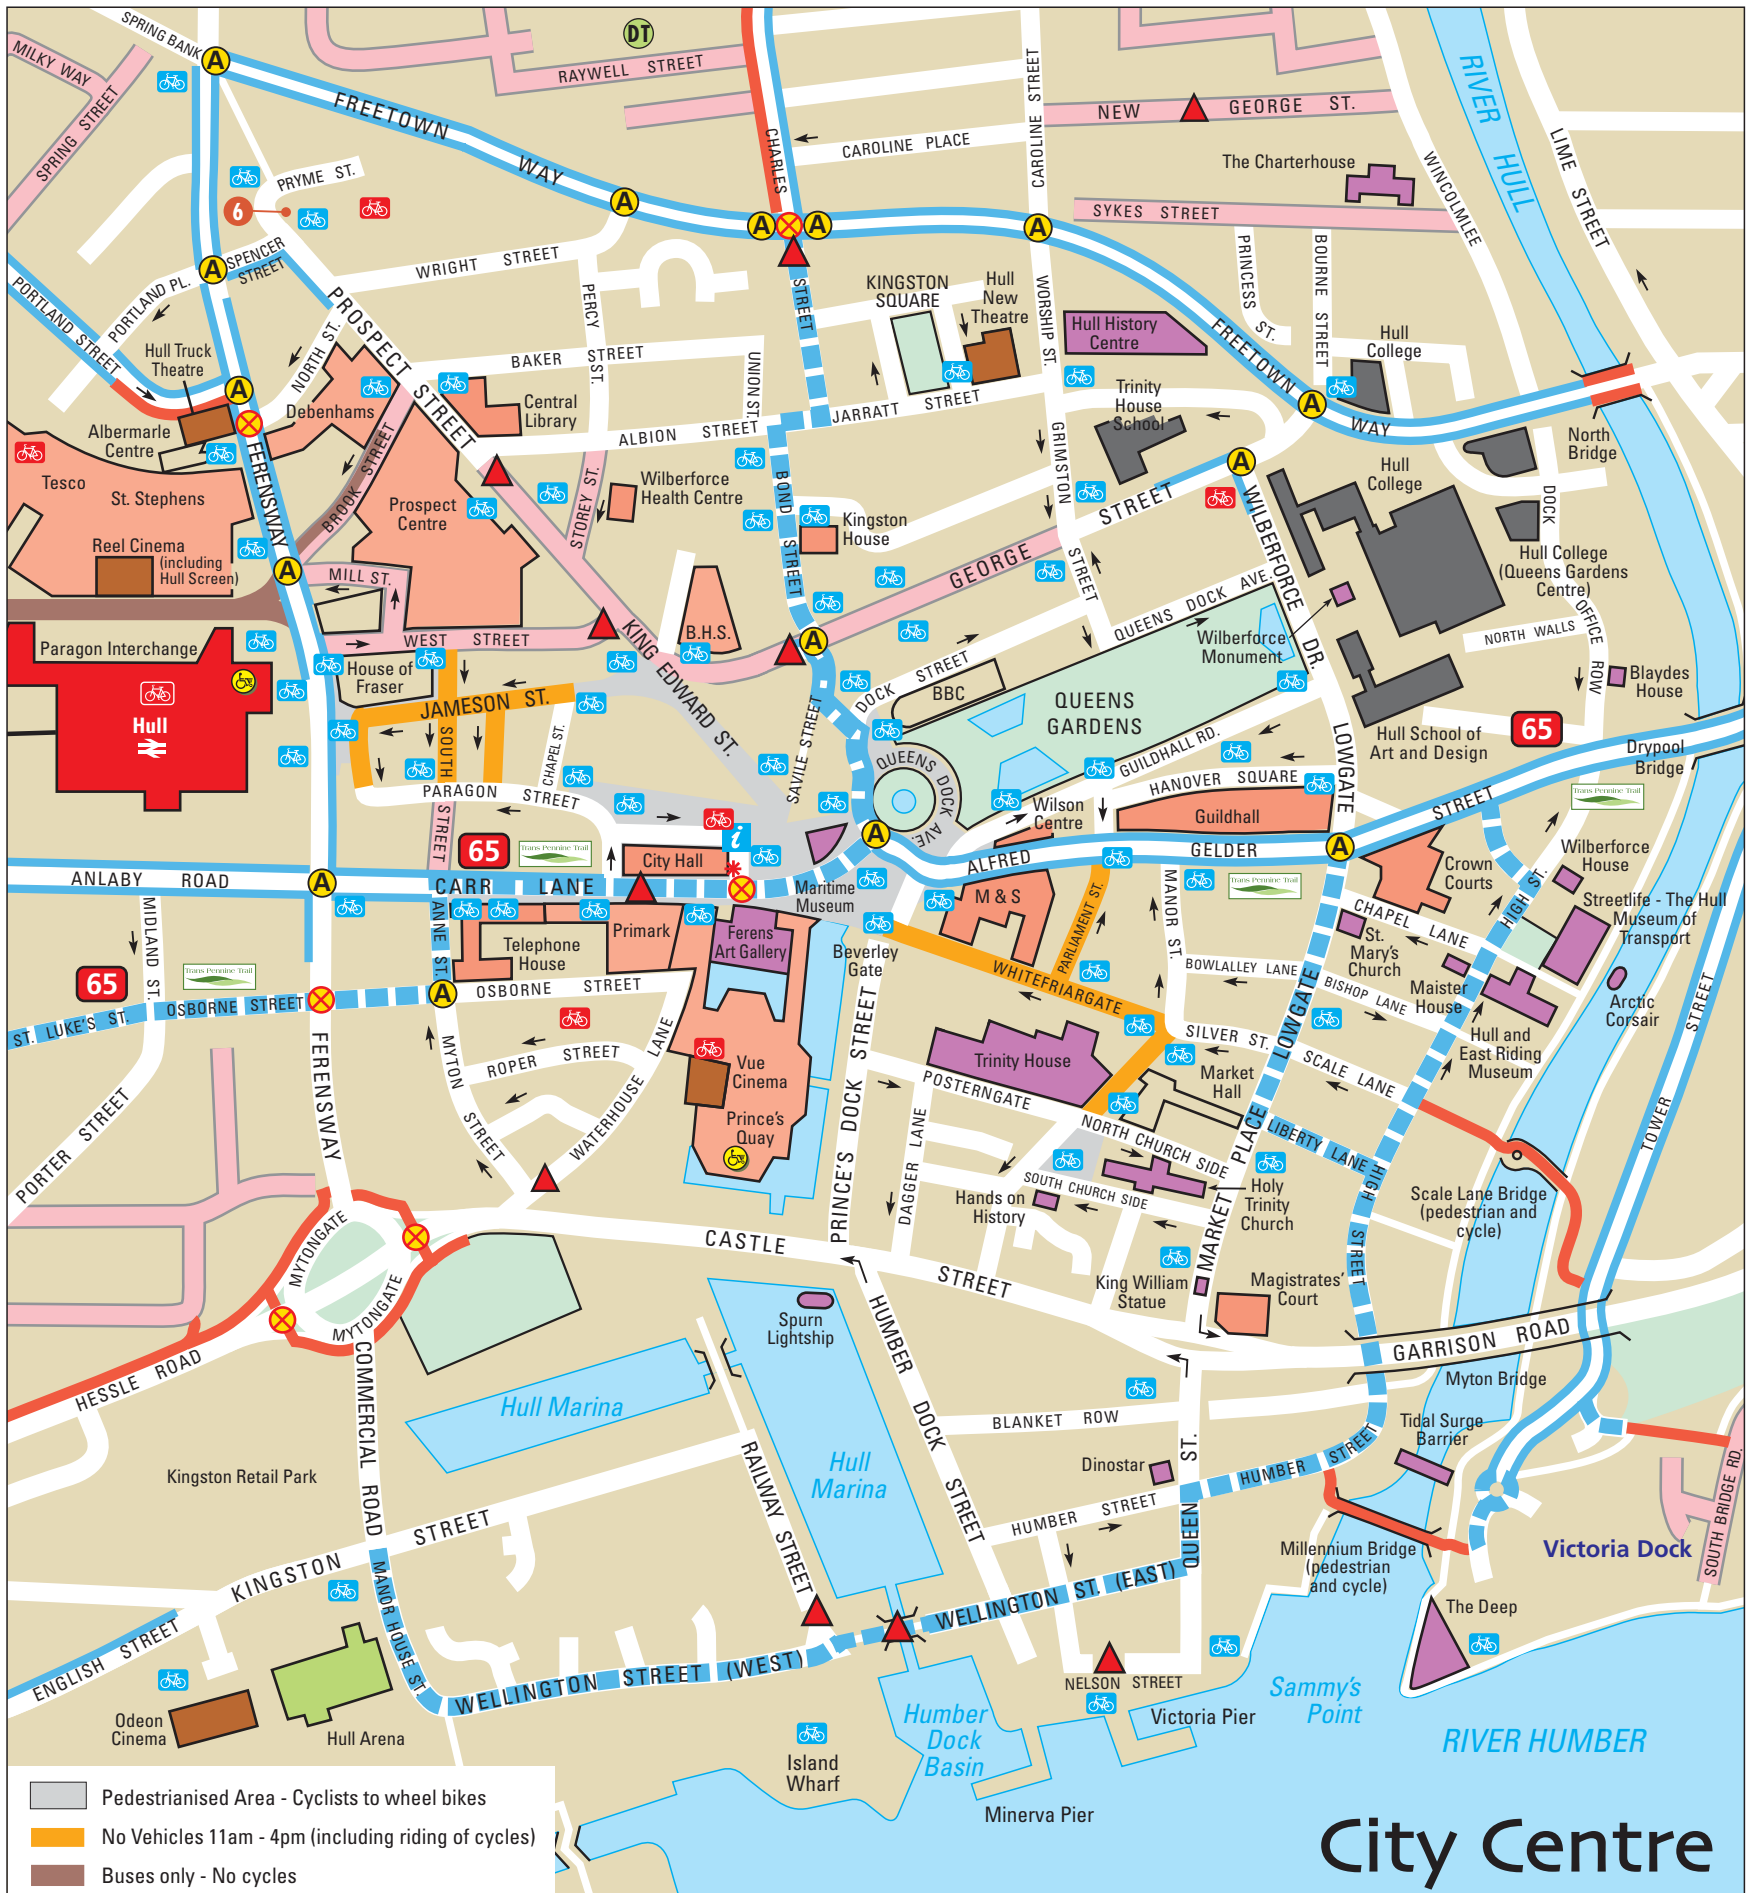 SPRING BANK
MILKY WAY
SPRING STREET
FREETOWN WAY
DT
RAYWELL STREET
CHARLES STREET
CAROLINE PLACE
CAROLINE STREET
NEW GEORGE ST.
The Charterhouse
SYKES STREET
WINCOLMLEE
RIVER HULL
LIME STREET
PRYME ST.
6
A
A
A
A
A
A
SPENCER STREET
PORTLAND PL.
PORTLAND STREET
WRIGHT STREET
PERCY ST.
PROSPECT STREET
NORTH ST.
Hull Truck
Theatre
Albermarle
Centre
Debenhams
BAKER STREET
UNION ST.
Central
Library
ALBION STREET
JARRATT STREET
KINGSTON
SQUARE
Hull
New
Theatre
WORSHIP ST.
Hull History
Centre
PRINCESS ST.
BOURNE STREET
FREETOWN WAY
Hull
College
Trinity
House
School
North
Bridge
A
A
A
A
Tesco
St. Stephens
Reel Cinema
(including
Hull Screen)
FERENSWAY
BROOK STREET
Prospect
Centre
STOREY ST.
Wilberforce
Health Centre
BOND STREET
Kingston
House
GRIMSTON STREET
GEORGE STREET
WILBERFORCE DR.
Hull
College
DOCK OFFICE ROW
Hull College
(Queens Gardens
Centre)
MILL ST.
WEST STREET
KING EDWARD ST.
B.H.S.
A
QUEENS DOCK AVE.
Wilberforce
Monument
NORTH WALLS
Blaydes
House
Paragon Interchange
Hull
House of
Fraser
JAMESON ST.
SOUTH STREET
CHAPEL ST.
PARAGON STREET
SAVILE STREET
DOCK STREET
BBC
QUEENS
GARDENS
QUEENS DOCK AVE.
GUILDHALL RD.
HANOVER SQUARE
LOWGATE
Hull School of
Art and Design
65
Drypool
Bridge
Trans Pennine Trail
Wilson
Centre
Guildhall
A
A
ALFRED GELDER STREET
65
Trans Pennine Trail
City Hall
i
ANLABY ROAD
A
CARR LANE
Maritime
Museum
M & S
PARLIAMENT ST.
MANOR ST.
Trans Pennine Trail
Crown
Courts
Wilberforce
House
HIGH ST.
Streetlife - The Hull
Museum of
Transport
MIDLAND ST.
ANNE ST.
Telephone
House
Primark
Ferens
Art Gallery
Beverley
Gate
WHITEFRIARGATE
CHAPEL LANE
St.
Mary's
Church
BOWLALLEY LANE
BISHOP LANE
Maister
House
Arctic
Corsair
65
Trans Pennine Trail
ST. LUKE'S ST.
OSBORNE STREET
A
OSBORNE STREET
PRINCE'S DOCK STREET
SILVER ST.
LOWGATE
SCALE LANE
Hull and
East Riding
Museum
TOWER STREET
FERENSWAY
MYTON STREET
ROPER STREET
WATERHOUSE LANE
Vue
Cinema
Prince's
Quay
Trinity House
POSTERNGATE
Market
Hall
NORTH CHURCH SIDE
LIBERTY LANE
PORTER STREET
DAGGER LANE
Hands on
History
SOUTH CHURCH SIDE
Holy
Trinity
Church
MARKET PLACE
HIGH STREET
Scale Lane Bridge
(pedestrian and
cycle)
MYTONGATE
MYTONGATE
CASTLE STREET
King William
Statue
Magistrates'
Court
Spurn
Lightship
GARRISON ROAD
Myton Bridge
HESSLE ROAD
COMMERCIAL ROAD
Hull Marina
HUMBER DOCK STREET
BLANKET ROW
Tidal Surge
Barrier
Kingston Retail Park
RAILWAY STREET
Hull
Marina
Dinostar
QUEEN ST.
HUMBER STREET
HUMBER STREET
SOUTH BRIDGE RD.
KINGSTON STREET
Millennium Bridge
(pedestrian
and cycle)
Victoria Dock
MANOR HOUSE ST.
WELLINGTON ST. (EAST)
The Deep
ENGLISH STREET
WELLINGTON STREET (WEST)
NELSON STREET
Odeon
Cinema
Hull Arena
Island
Wharf
Humber
Dock
Basin
Victoria Pier
Sammy's
Point
RIVER HUMBER
Minerva Pier
Pedestrianised Area - Cyclists to wheel bikes
No Vehicles 11am - 4pm (including riding of cycles)
Buses only - No cycles
City Centre